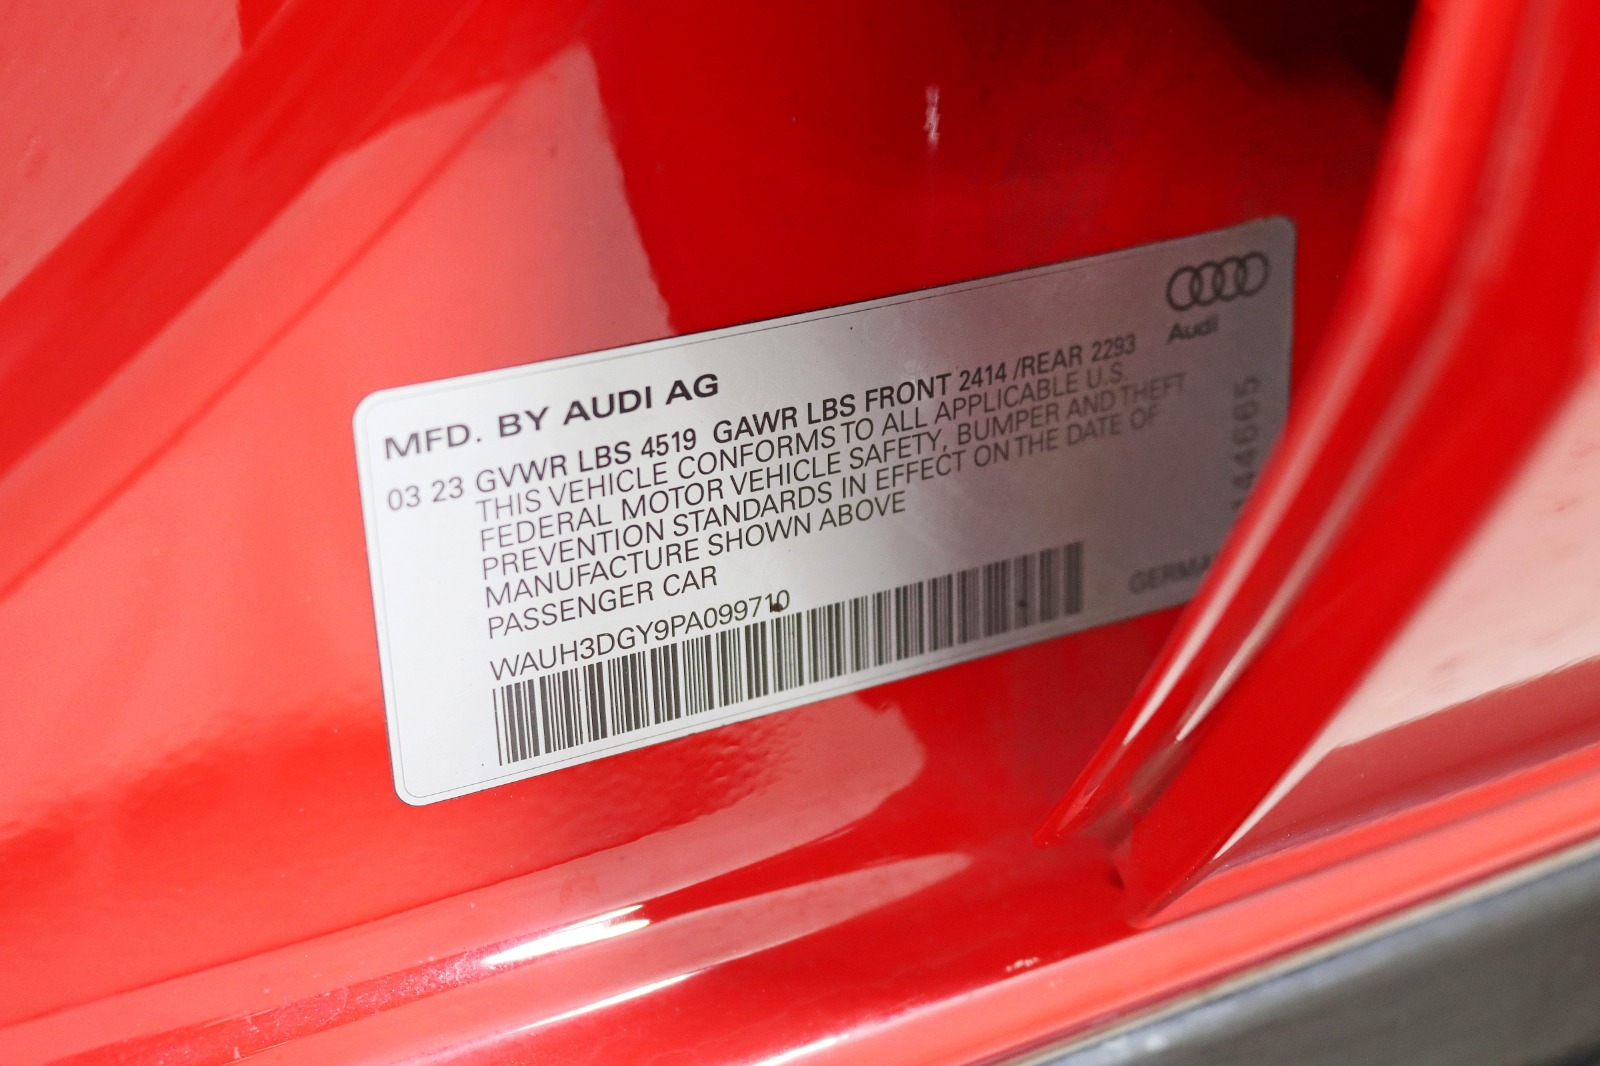 Audi
MFD. BY AUDI AG
03 23 GVWR LBS 4519 GAWR LBS FRONT 2414 /REAR 2293
THIS VEHICLE CONFORMS TO ALL APPLICABLE U.S.
FEDERAL MOTOR VEHICLE SAFETY, BUMPER AND THEFT
PREVENTION STANDARDS IN EFFECT ON THE DATE OF
MANUFACTURE SHOWN ABOVE
PASSENGER CAR
WAUH3DGY9PA099710